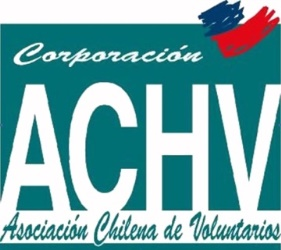 Corporación
ACHV
Asociación Chilena de Voluntarios